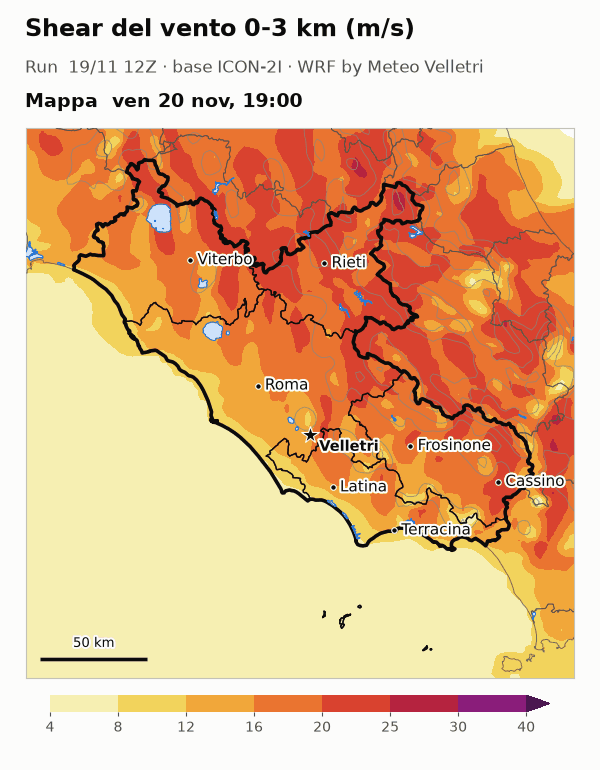 Shear del vento 0-3 km (m/s)
Run  19/11 12Z · base ICON-2I · WRF by Meteo Velletri
Mappa  ven 20 nov, 19:00
Viterbo
Rieti
Roma
Velletri
Frosinone
Cassino
Latina
Terracina
50 km
4 8 12 16 20 25 30 40